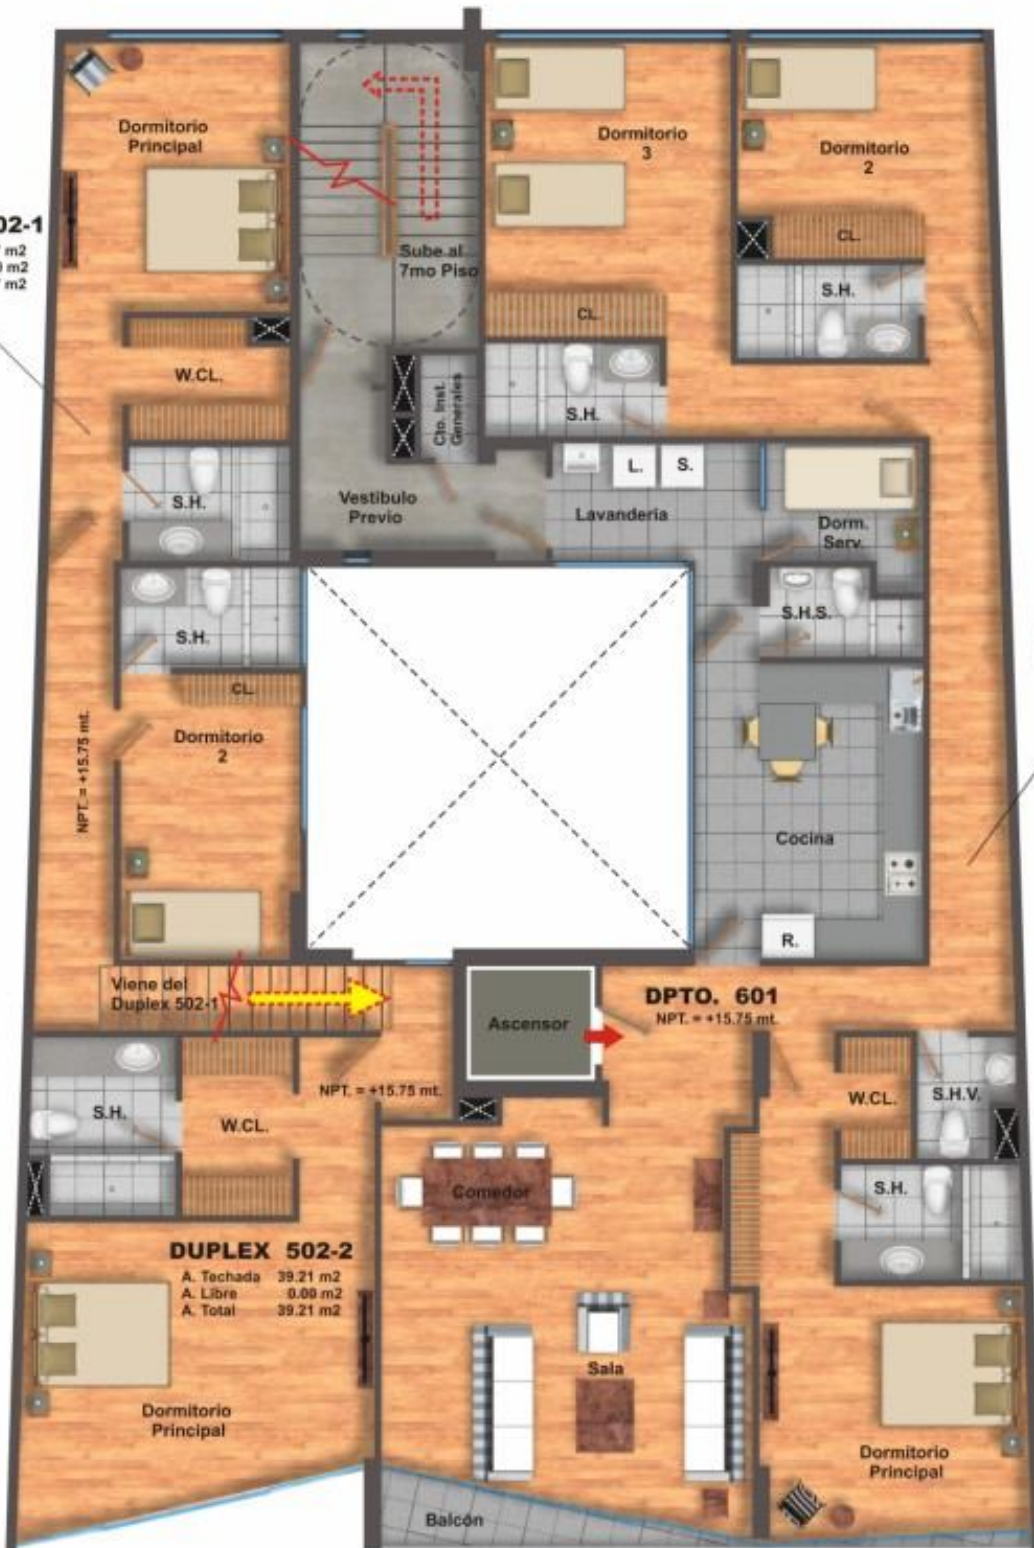 Dormitorio
Principal
Dormitorio
3
Dormitorio
2
02-1
m2
m2
m2
Sube al
7mo Piso
CL.
S.H.
CL.
W.CL.
Cto. Inst.
Generales
S.H.
S.H.
Vestibulo
Previo
L.
S.
Lavanderia
Dorm.
Serv.
S.H.
S.H.S.
CL.
Dormitorio
2
NPT. = +15.75 mt.
Cocina
R.
Viene del
Duplex 502-1
Ascensor
DPTO. 601
NPT. = +15.75 mt.
NPT. = +15.75 mt.
S.H.
W.CL.
W.CL.
S.H.V.
S.H.
Comedor
DUPLEX 502-2
A. Techada 39.21 m2
A. Libre 0.00 m2
A. Total 39.21 m2
Sala
Dormitorio
Principal
Dormitorio
Principal
Balcón